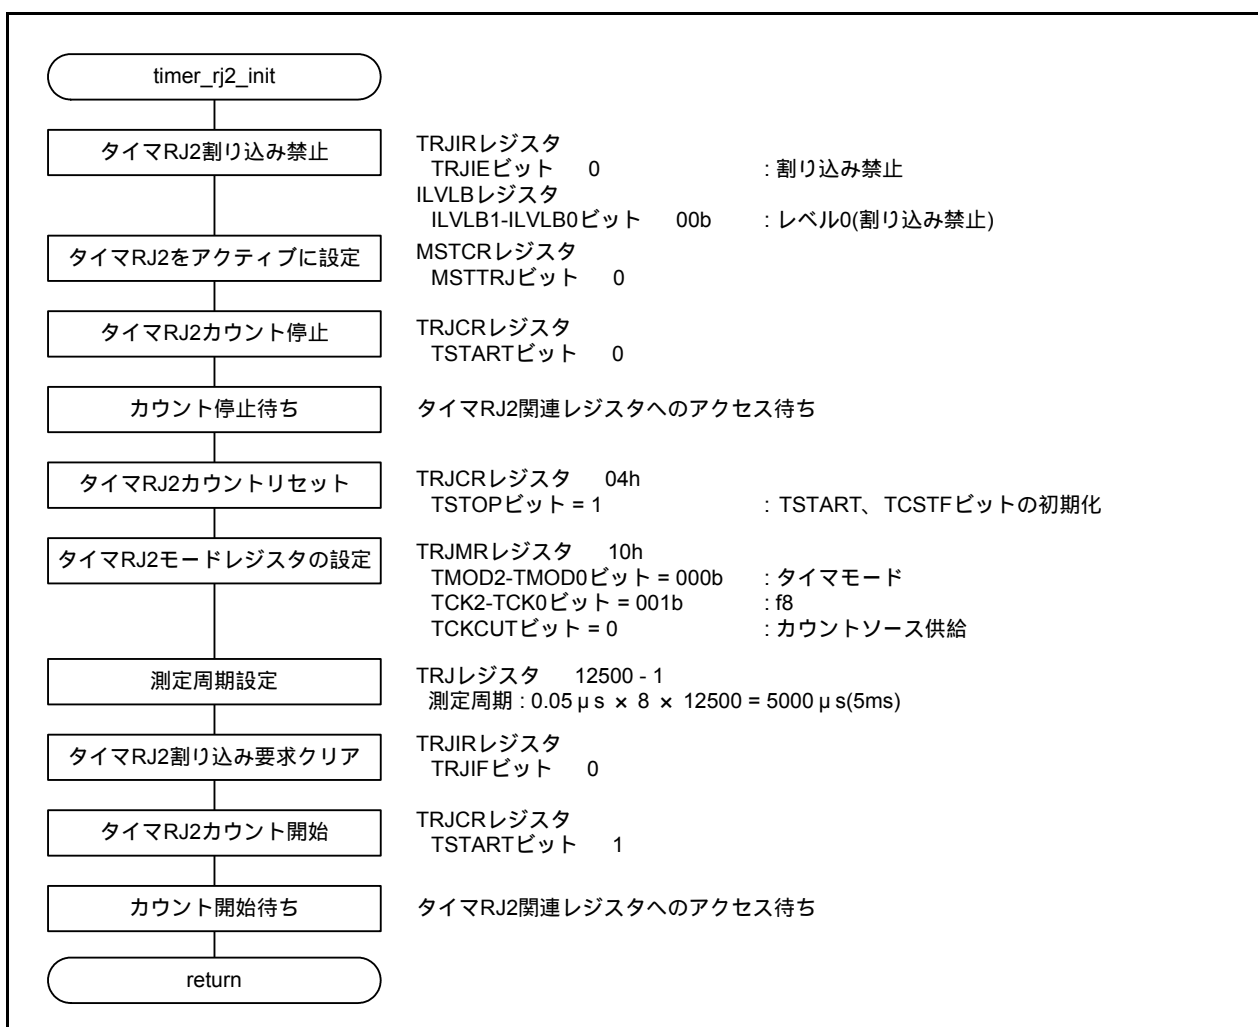 timer_rj2_init
タイマRJ2割り込み禁止
TRJIRレジスタ
TRJIEビット 0 : 割り込み禁止
ILVLBレジスタ
ILVLB1-ILVLB0ビット 00b : レベル0(割り込み禁止)
タイマRJ2をアクティブに設定
MSTCRレジスタ
MSTTRJビット 0
タイマRJ2カウント停止
TRJCRレジスタ
TSTARTビット 0
カウント停止待ち
タイマRJ2関連レジスタへのアクセス待ち
タイマRJ2カウントリセット
TRJCRレジスタ 04h
TSTOPビット = 1 : TSTART、TCSTFビットの初期化
タイマRJ2モードレジスタの設定
TRJMRレジスタ 10h
TMOD2-TMOD0ビット = 000b : タイマモード
TCK2-TCK0ビット = 001b : f8
TCKCUTビット = 0 : カウントソース供給
測定周期設定
TRJレジスタ 12500 - 1
測定周期 : 0.05μs × 8 × 12500 = 5000μs(5ms)
タイマRJ2割り込み要求クリア
TRJIRレジスタ
TRJIFビット 0
タイマRJ2カウント開始
TRJCRレジスタ
TSTARTビット 1
カウント開始待ち
タイマRJ2関連レジスタへのアクセス待ち
return